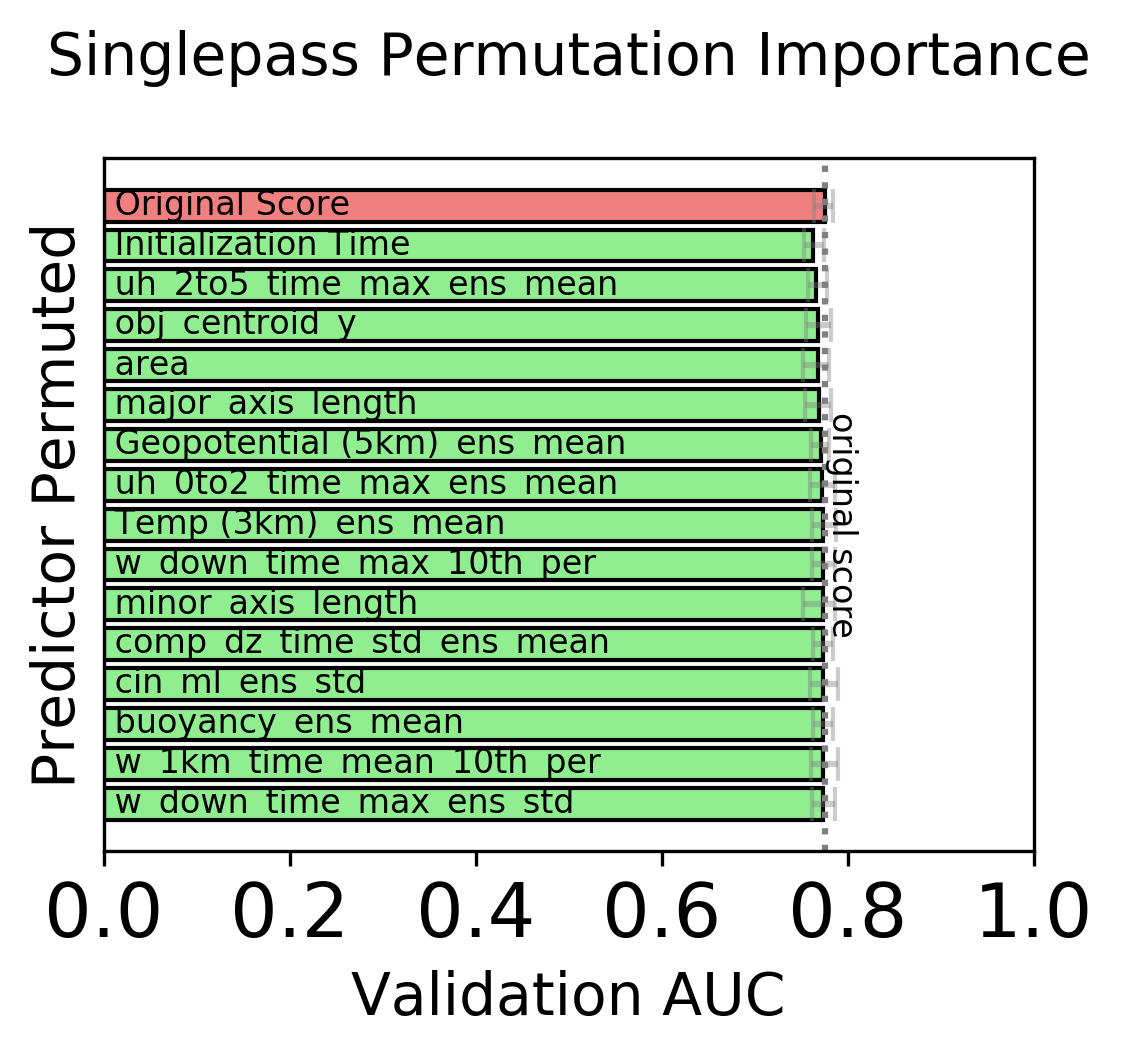 Singlepass Permutation Importance
Predictor Permuted
Original Score
Initialization Time
uh_2to5_time_max_ens_mean
obj_centroid_y
area
major_axis_length
Geopotential (5km)_ens_mean
uh_0to2_time_max_ens_mean
Temp (3km)_ens_mean
w_down_time_max_10th_per
minor_axis_length
comp_dz_time_std_ens_mean
cin_ml_ens_std
buoyancy_ens_mean
w_1km_time_mean_10th_per
w_down_time_max_ens_std
original score
0.0 0.2 0.4 0.6 0.8 1.0
Validation AUC